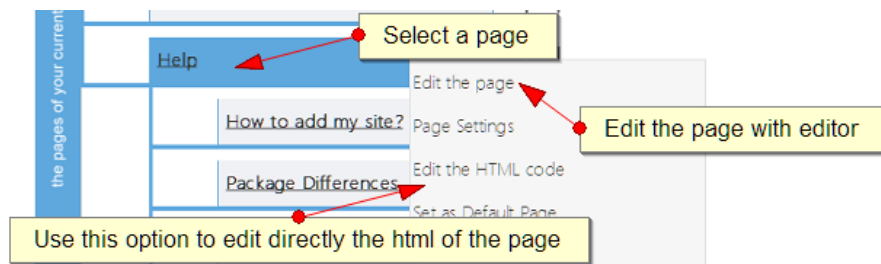 the pages of your current
Select a page
Help
Edit the page
How to add my site?
Page Settings
Edit the page with editor
Edit the HTML code
Package Differences
Set as Default Page
Use this option to edit directly the html of the page